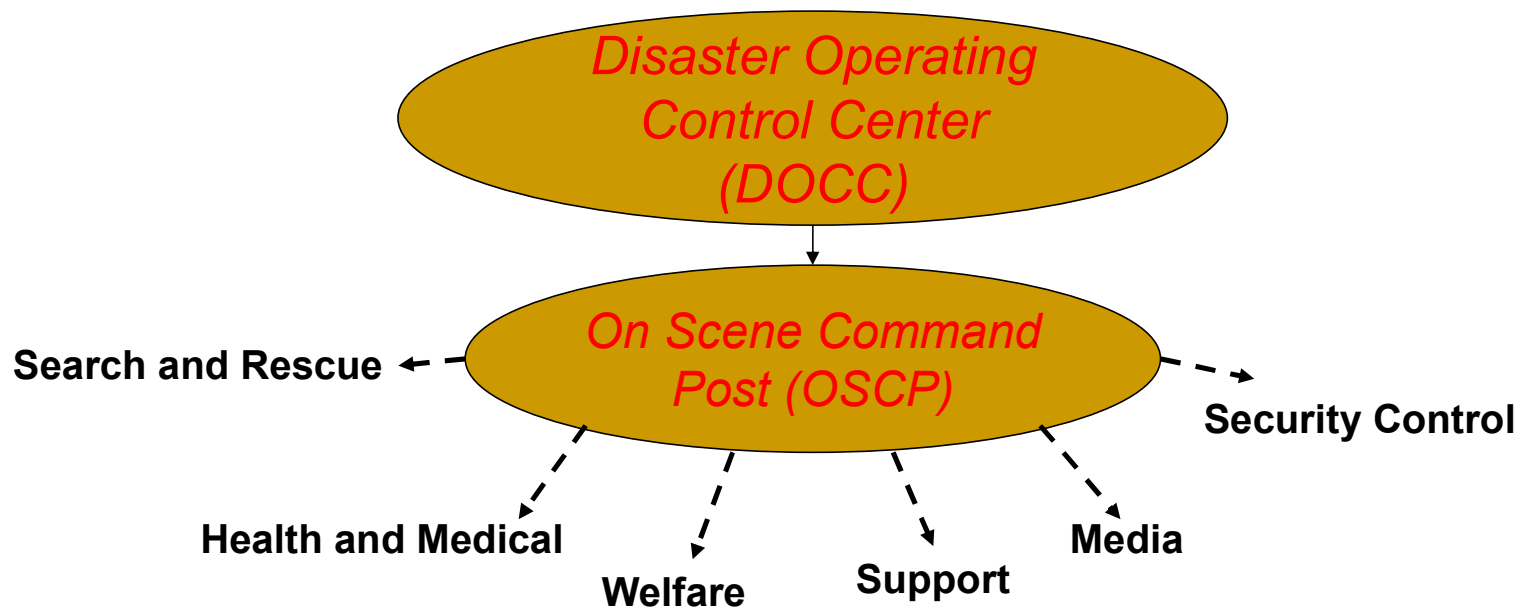 Disaster Operating
Control Center
(DOCC)
On Scene Command
Post (OSCP)
Search and Rescue
Security Control
Health and Medical
Media
Welfare
Support